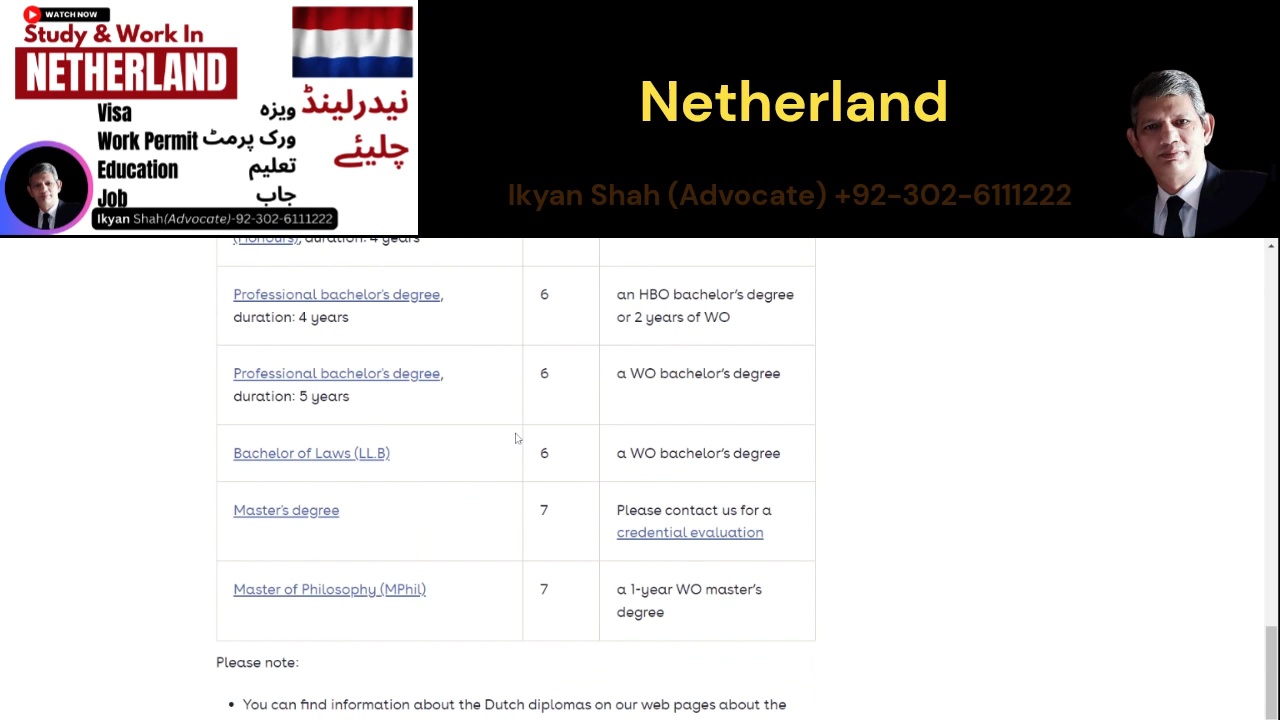 WATCH NOW
Study & Work In
NETHERLAND
نیدرلینڈ
چلیئے
Visa ویزہ
Work Permit ورک پرمٹ
Education تعلیم
Job جاب
Ikyan Shah(Advocate)-92-302-6111222
Netherland
Ikyan Shah (Advocate) +92-302-6111222
(Honours), duration: 4 years
Professional bachelor's degree, 6 an HBO bachelor's degree
duration: 4 years or 2 years of WO
Professional bachelor's degree, 6 a WO bachelor's degree
duration: 5 years
Bachelor of Laws (LL.B) 6 a WO bachelor's degree
Master's degree 7 Please contact us for a
credential evaluation
Master of Philosophy (MPhil) 7 a 1-year WO master's
degree
Please note:
• You can find information about the Dutch diplomas on our web pages about the